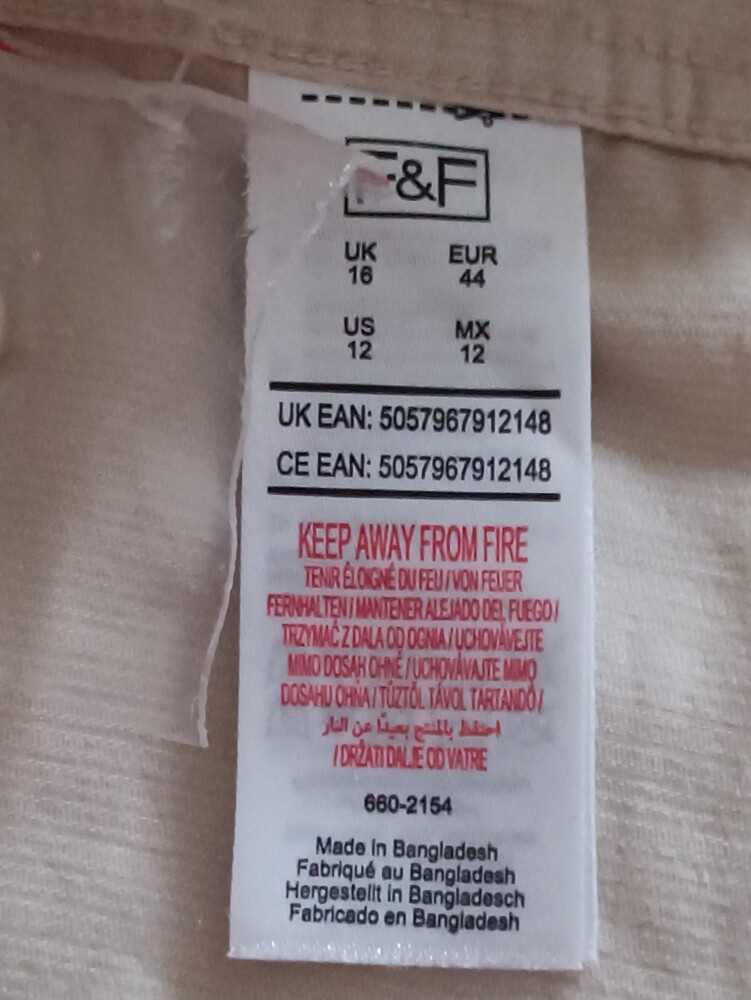 F&F
UK EUR
16 44
US MX
12 12
UK EAN: 5057967912148
CE EAN: 5057967912148
KEEP AWAY FROM FIRE
TENIR ÉLOIGNÉ DU FEU / VON FEUER
FERNHALTEN / MANTENER ALEJADO DEL FUEGO /
TRZYMAĆ Z DALA OD OGNIA / UCHOVÁVEJTE
MIMO DOSAH OHNĚ / UCHOVÁVAJTE MIMO
DOSAHU OHŇA / TŰZTŐL TÁVOL TARTANDÓ /
احتفظ بالمنتج بعيدًا عن النار
/ DRŽATI DALJE OD VATRE
660-2154
Made in Bangladesh
Fabriqué au Bangladesh
Hergestellt in Bangladesch
Fabricado en Bangladesh